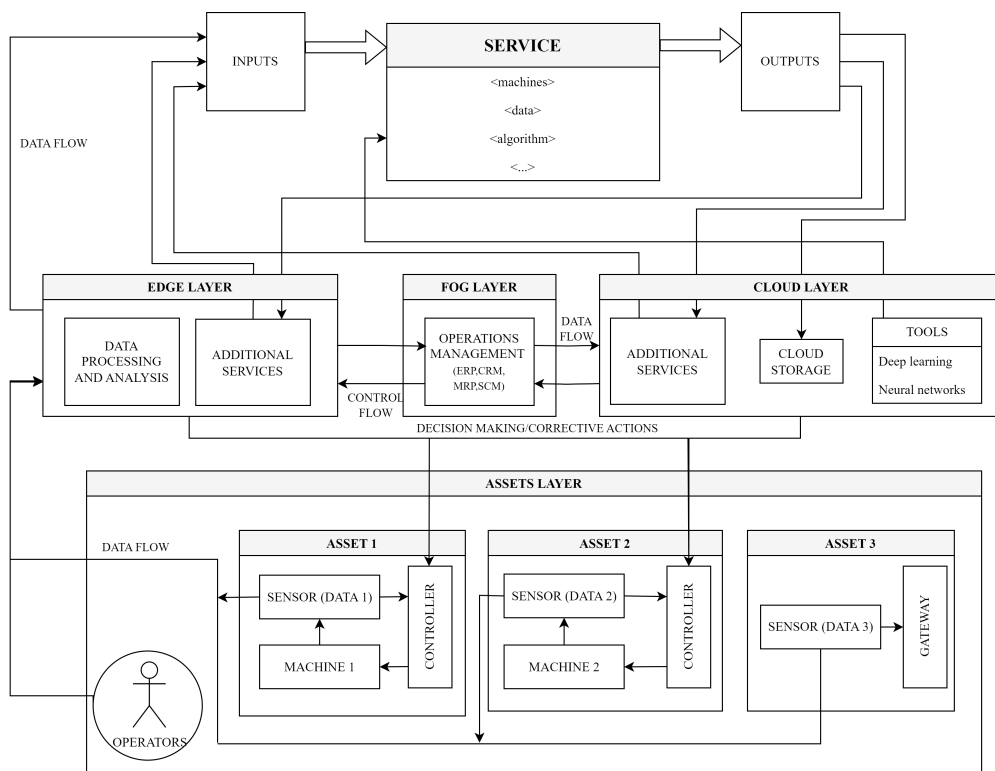 INPUTS
SERVICE
<machines>
<data>
<algorithm>
<...>
OUTPUTS
DATA FLOW
EDGE LAYER
DATA
PROCESSING
AND ANALYSIS
ADDITIONAL
SERVICES
FOG LAYER
OPERATIONS
MANAGEMENT
(ERP,CRM,
MRP,SCM)
DATA
FLOW
CONTROL
FLOW
CLOUD LAYER
ADDITIONAL
SERVICES
CLOUD
STORAGE
TOOLS
Deep learning
Neural networks
DECISION MAKING/CORRECTIVE ACTIONS
ASSETS LAYER
DATA FLOW
ASSET 1
SENSOR (DATA 1)
MACHINE 1
CONTROLLER
ASSET 2
SENSOR (DATA 2)
MACHINE 2
CONTROLLER
ASSET 3
SENSOR (DATA 3)
GATEWAY
OPERATORS